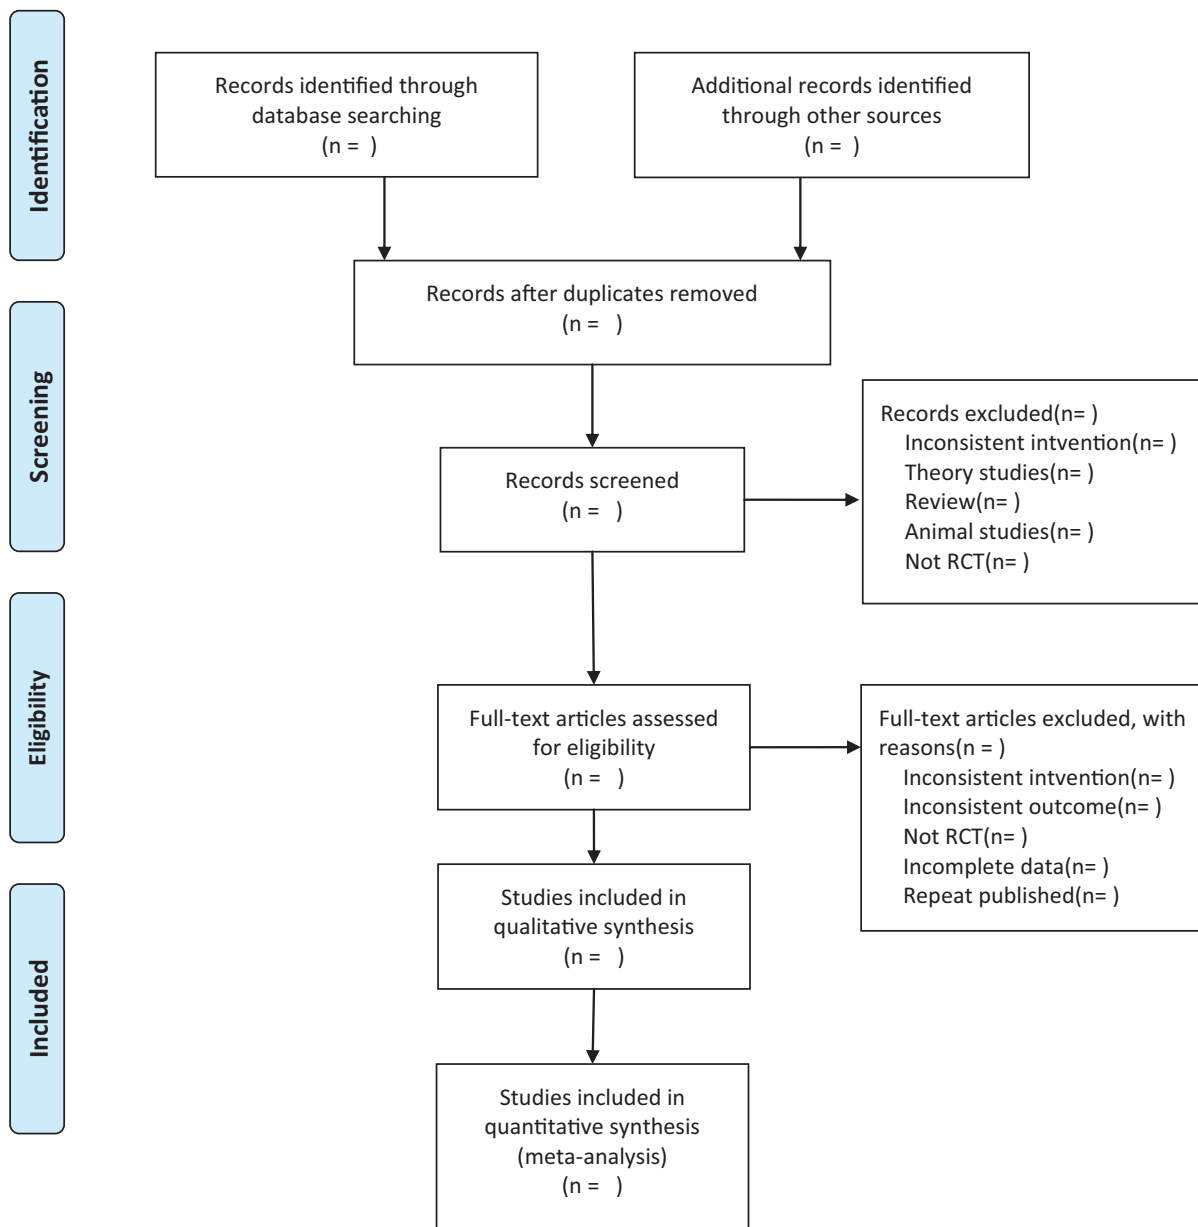 Identification
Records identified through
database searching
(n = )
Additional records identified
through other sources
(n = )
Records after duplicates removed
(n = )
Screening
Records screened
(n = )
Records excluded(n= )
Inconsistent intvention(n= )
Theory studies(n= )
Review(n= )
Animal studies(n= )
Not RCT(n= )
Eligibility
Full-text articles assessed
for eligibility
(n = )
Full-text articles excluded, with
reasons(n = )
Inconsistent intvention(n= )
Inconsistent outcome(n= )
Not RCT(n= )
Incomplete data(n= )
Repeat published(n= )
Included
Studies included in
qualitative synthesis
(n = )
Studies included in
quantitative synthesis
(meta-analysis)
(n = )